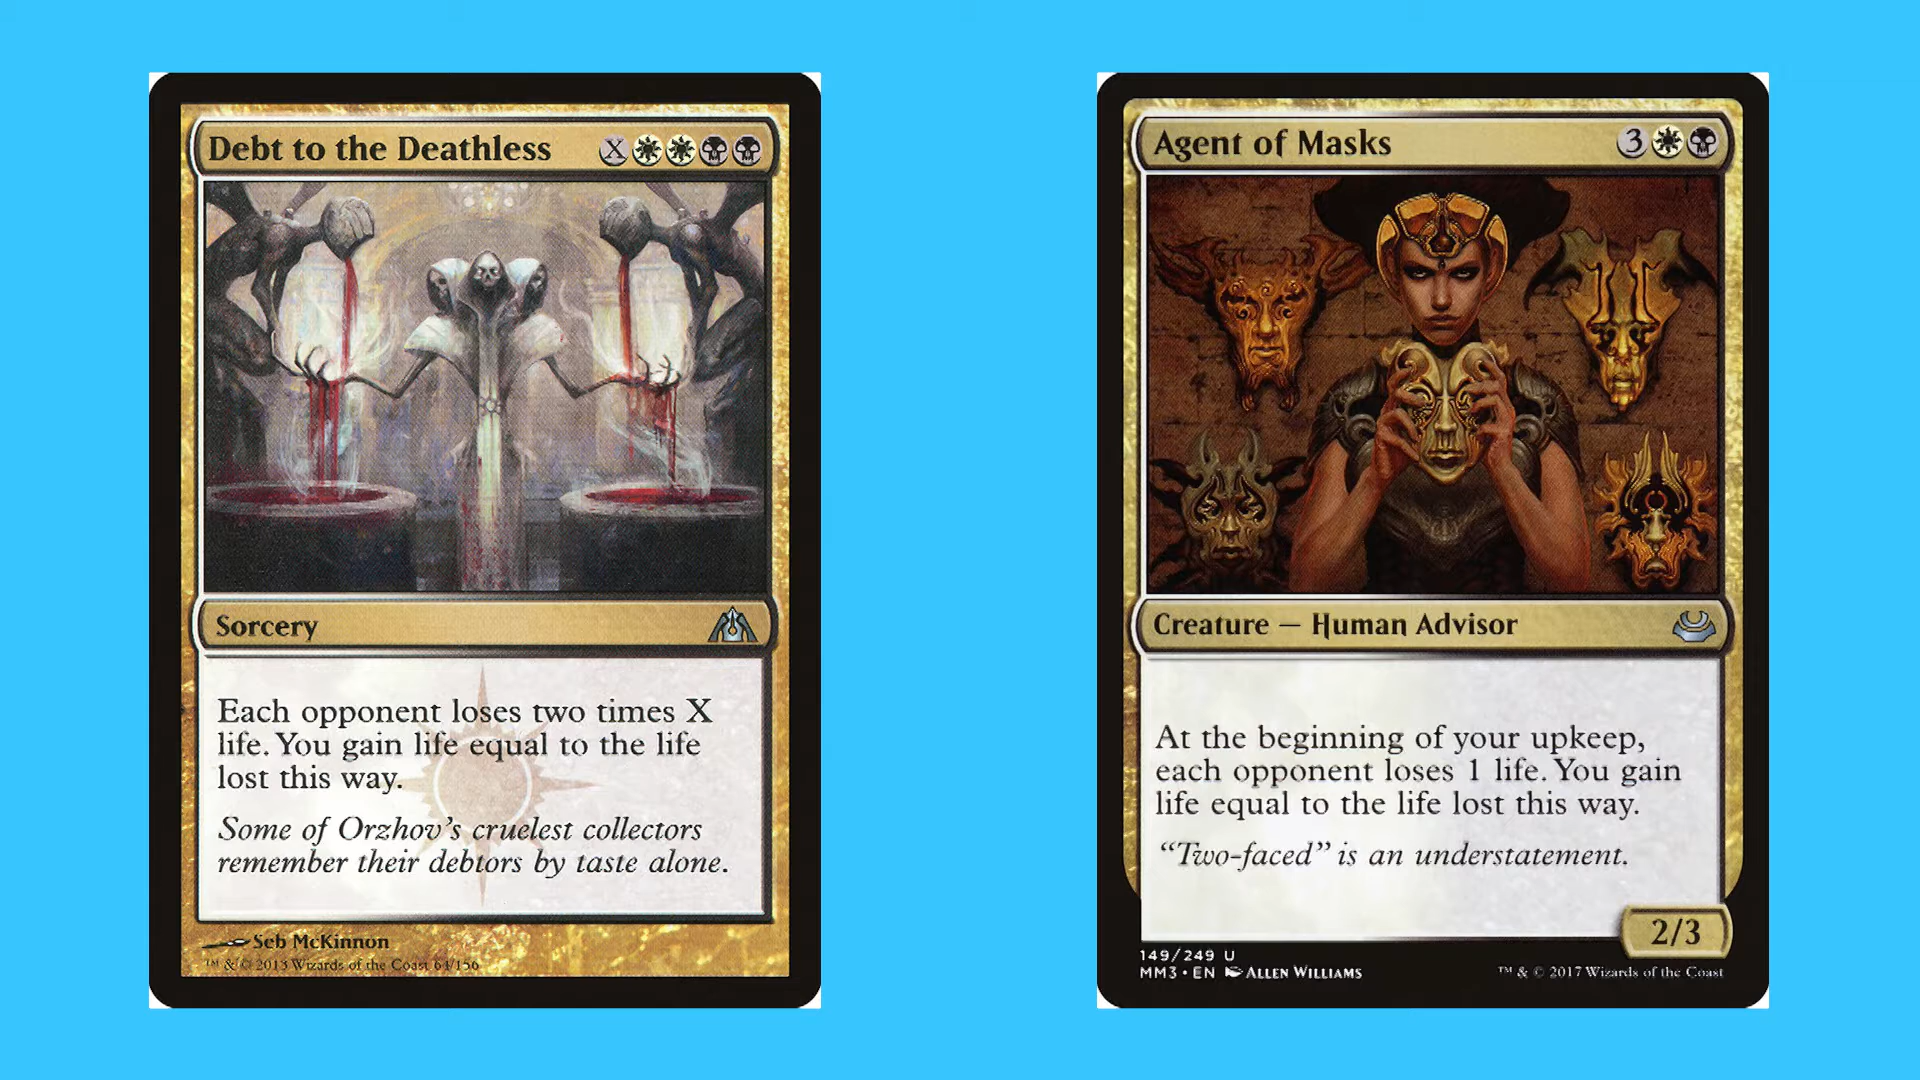 Debt to the Deathless X
Sorcery
Each opponent loses two times X
life. You gain life equal to the life
lost this way.
Some of Orzhov's cruelest collectors
remember their debtors by taste alone.
Seb McKinnon
™ & © 2013 Wizards of the Coast 64/156
Agent of Masks 3
Creature — Human Advisor
At the beginning of your upkeep,
each opponent loses 1 life. You gain
life equal to the life lost this way.
“Two-faced” is an understatement.
2/3
149/249 U
MM3 • EN Allen Williams
™ & © 2017 Wizards of the Coast